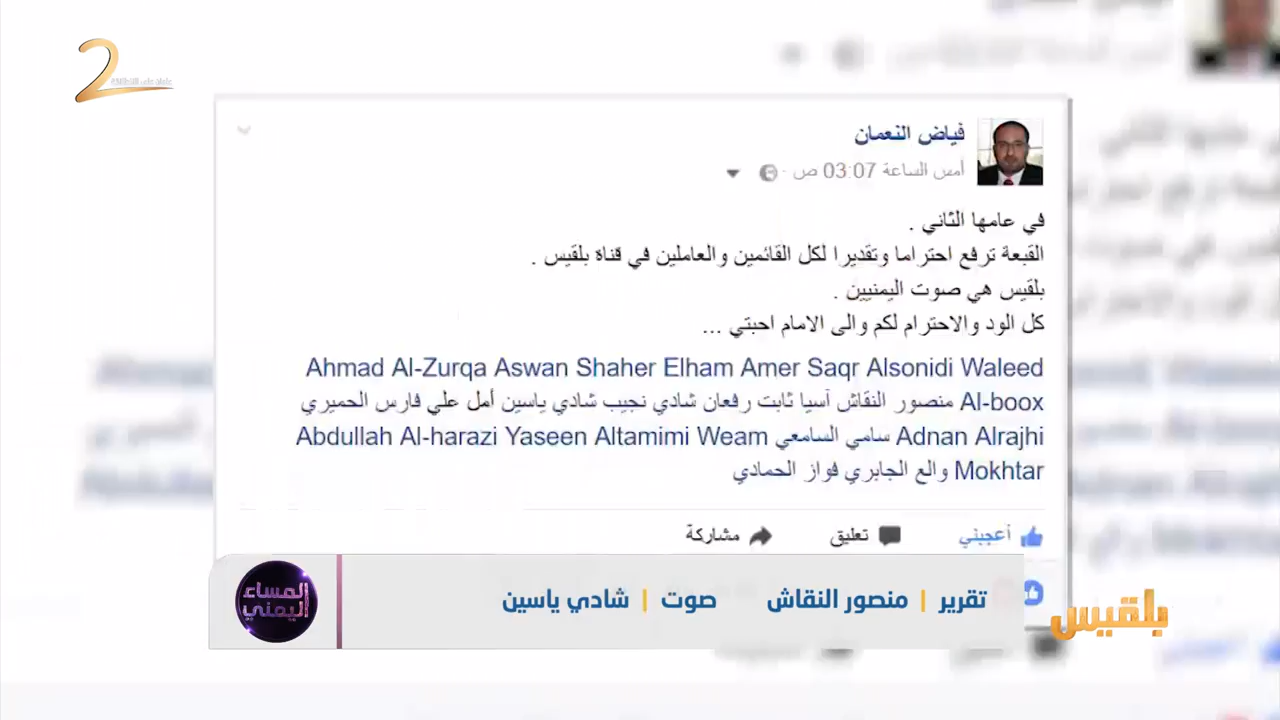 2
فياض النعمان
أمس الساعة 03:07 ص
في عامها الثاني .
القبعة ترفع احتراما وتقديرا لكل القائمين والعاملين في قناة بلقيس .
بلقيس هي صوت اليمنيين .
كل الود والاحترام لكم والى الامام احبتي ...
Ahmad Al-Zurqa Aswan Shaher Elham Amer Saqr Alsonidi Waleed
Al-boox منصور النقاش آسيا ثابت رفعان شادي نجيب شادي ياسين أمل علي فارس الحميري
Adnan Alrajhi سامي السامعي Abdullah Al-harazi Yaseen Altamimi Weam
Mokhtar والع الجابري فواز الحمادي
أعجبني تعليق مشاركة
تقرير | منصور النقاش صوت | شادي ياسين
المساء اليمني
بلقيس